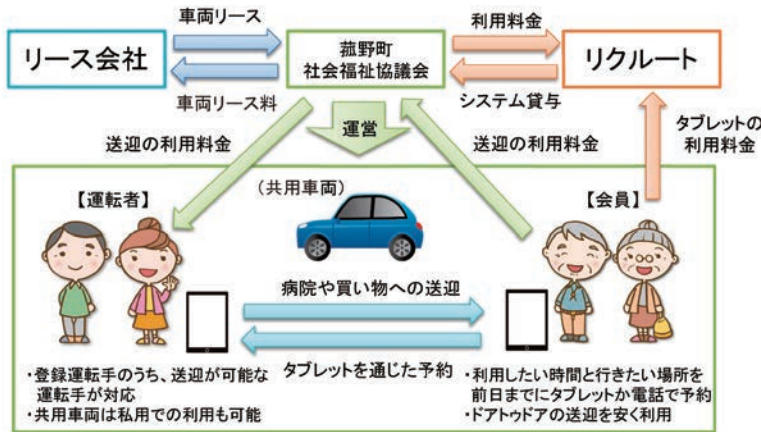 車両リース
利用料金
リース会社
菰野町
社会福祉協議会
リクルート
車両リース料
システム貸与
運営
送迎の利用料金
送迎の利用料金
タブレットの
利用料金
【運転者】
(共用車両)
【会員】
病院や買い物への送迎
タブレットを通じた予約
・登録運転手のうち、送迎が可能な
運転手が対応
・共用車両は私用での利用も可能
・利用したい時間と行きたい場所を
前日までにタブレットか電話で予約
・ドアトゥドアの送迎を安く利用